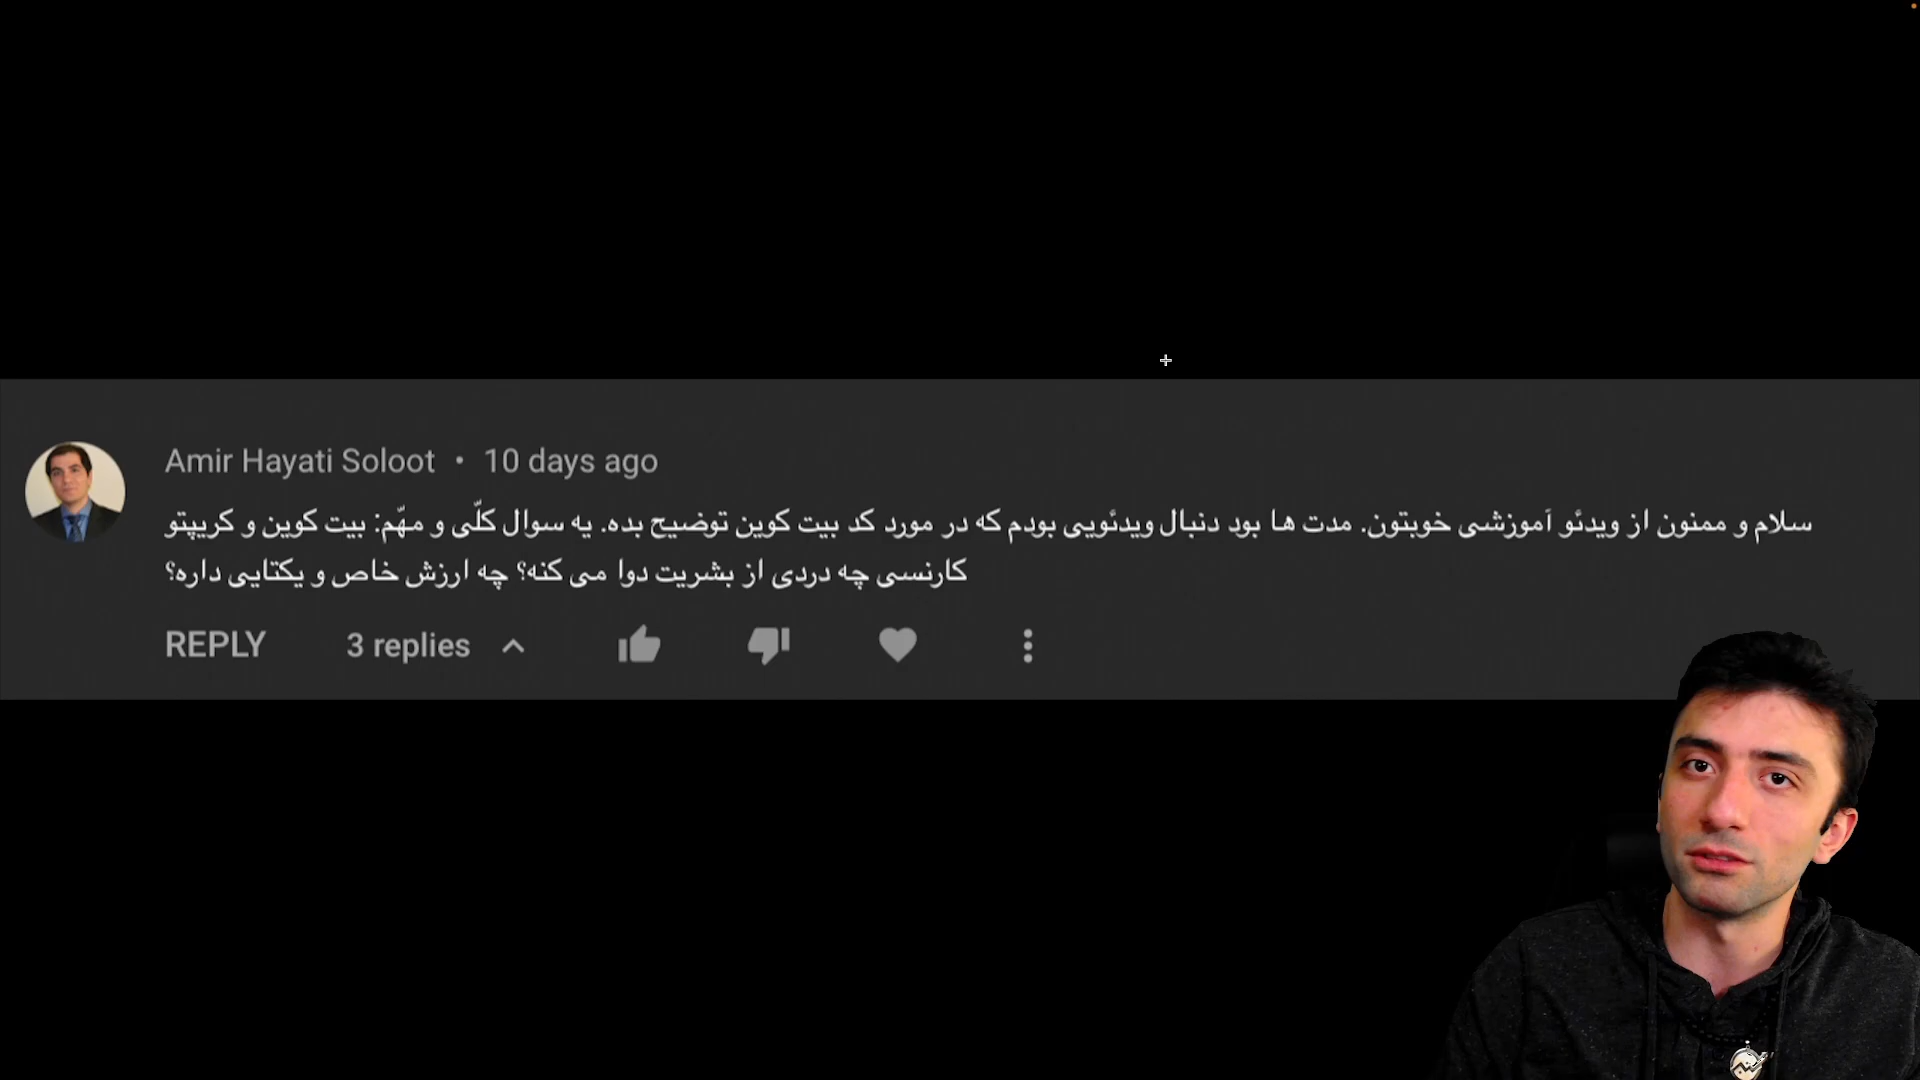 Amir Hayati Soloot • 10 days ago
سلام و ممنون از ویدئو آموزشی خوبتون. مدت ها بود دنبال ویدئویی بودم که در مورد کد بیت کوین توضیح بده. یه سوال کلّی و مهّم: بیت کوین و کریپتو
کارنسی چه دردی از بشریت دوا می کنه؟ چه ارزش خاص و یکتایی داره؟
REPLY 3 replies